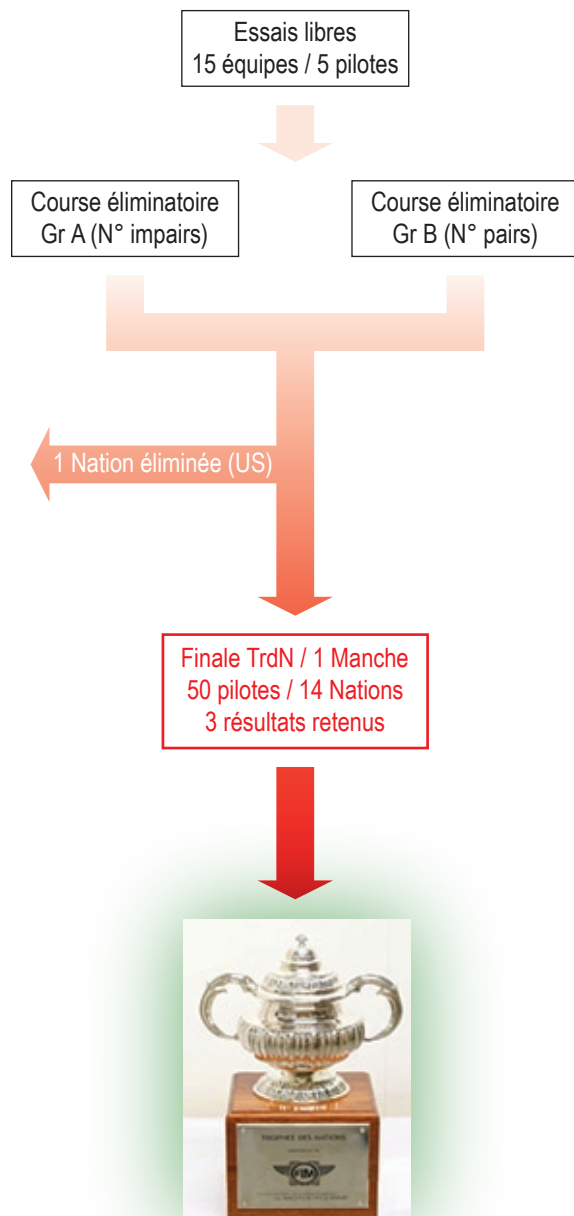 Essais libres
15 équipes / 5 pilotes
Course éliminatoire
Gr A (N° impairs)
Course éliminatoire
Gr B (N° pairs)
1 Nation éliminée (US)
Finale TrdN / 1 Manche
50 pilotes / 14 Nations
3 résultats retenus
TROPHEE DES NATIONS
FIM